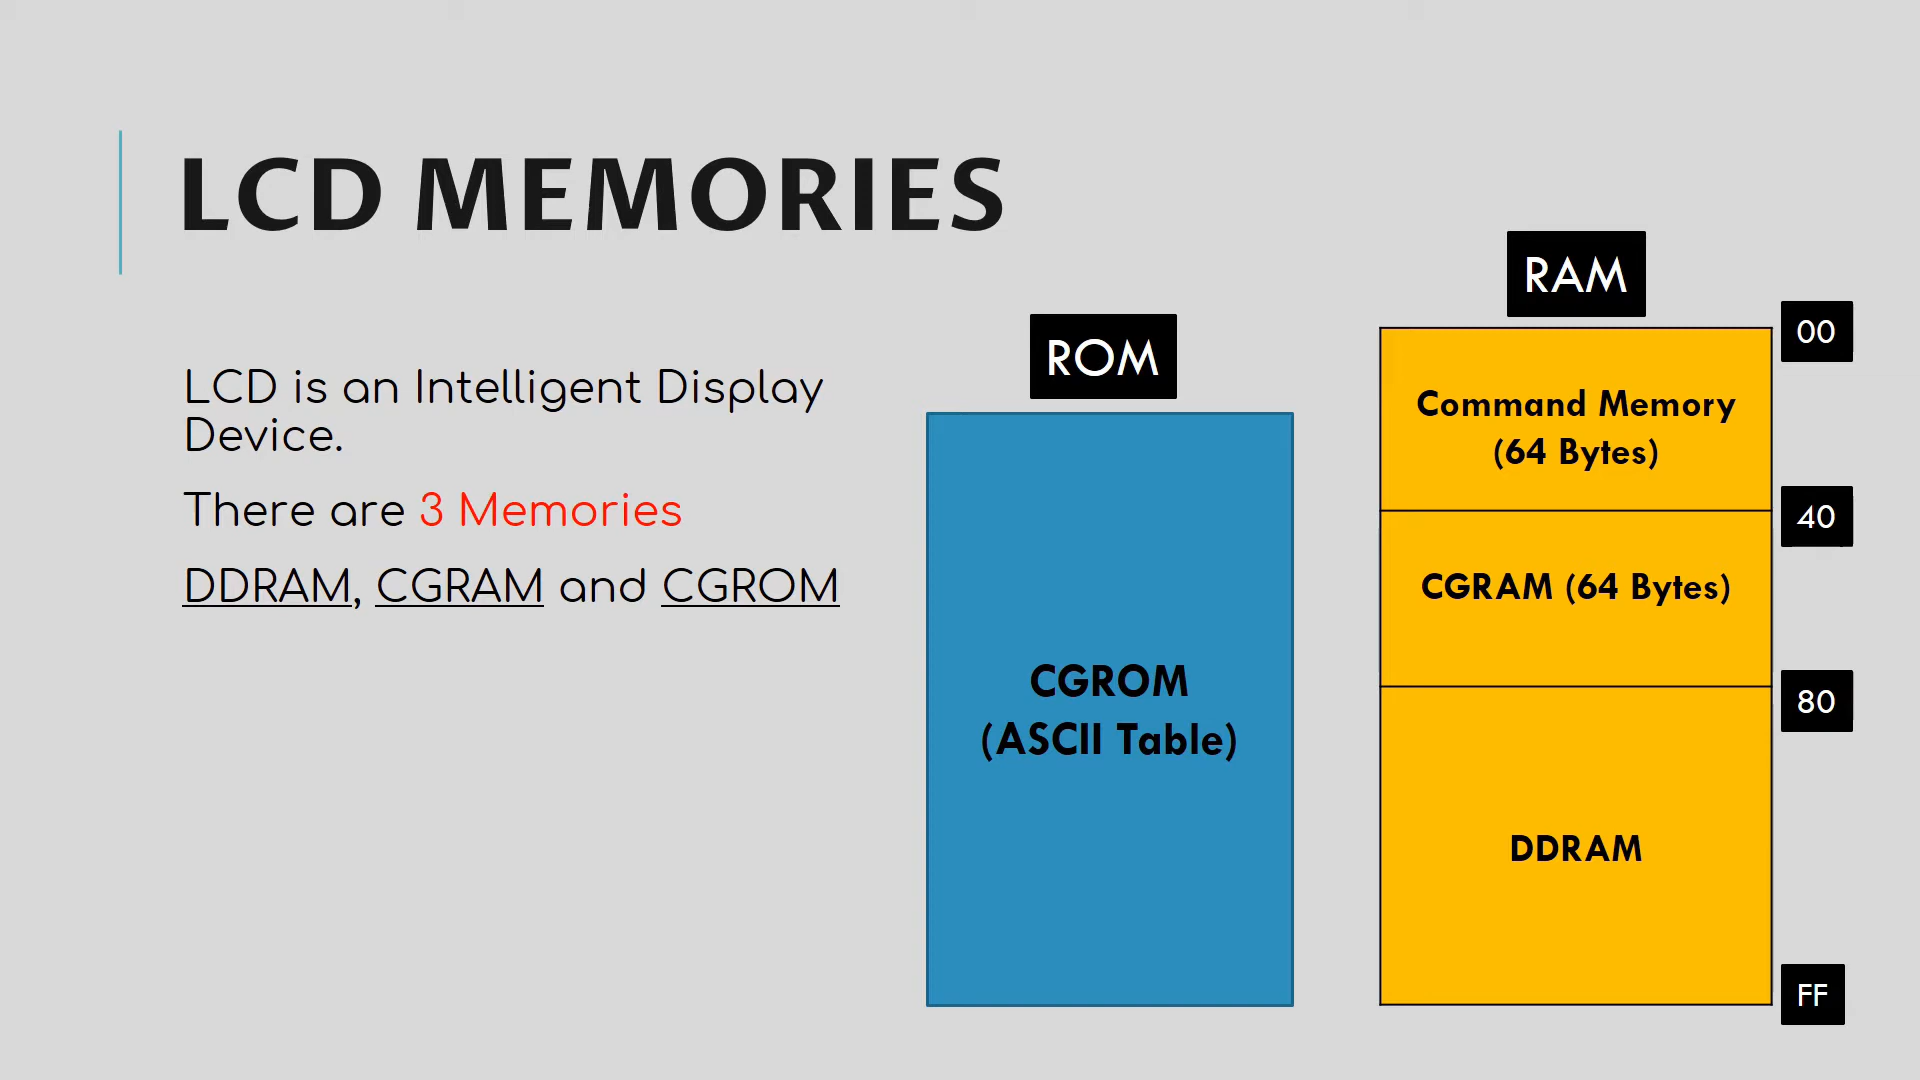 LCD MEMORIES
LCD is an Intelligent Display
Device.
There are 3 Memories
DDRAM, CGRAM and CGROM
ROM
CGROM
(ASCII Table)
RAM
00
Command Memory
(64 Bytes)
40
CGRAM (64 Bytes)
80
DDRAM
FF